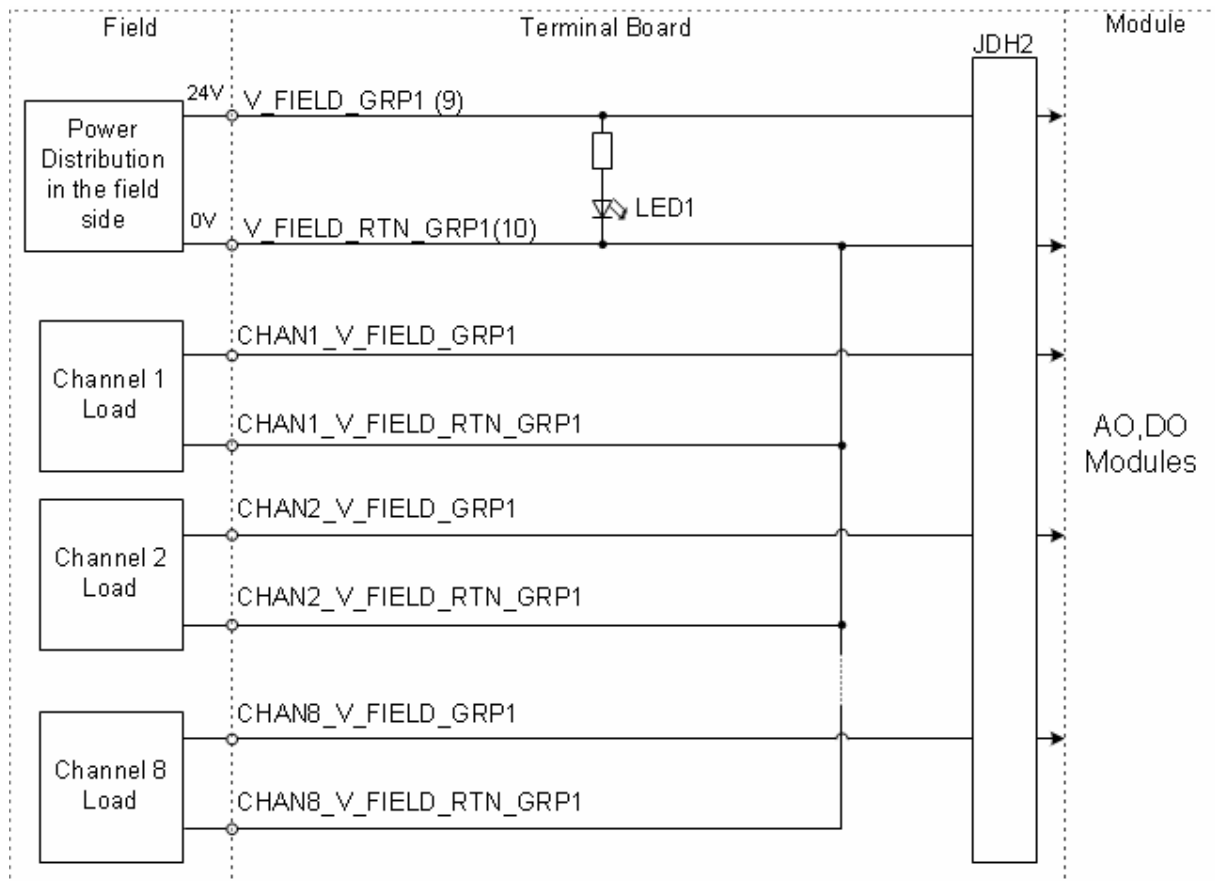 Field
Terminal Board
Module
JDH2
24V
V_FIELD_GRP1 (9)
Power
Distribution
in the field
side
LED1
0V
V_FIELD_RTN_GRP1(10)
CHAN1_V_FIELD_GRP1
Channel 1
Load
CHAN1_V_FIELD_RTN_GRP1
AO,DO
Modules
CHAN2_V_FIELD_GRP1
Channel 2
Load
CHAN2_V_FIELD_RTN_GRP1
CHAN8_V_FIELD_GRP1
Channel 8
Load
CHAN8_V_FIELD_RTN_GRP1